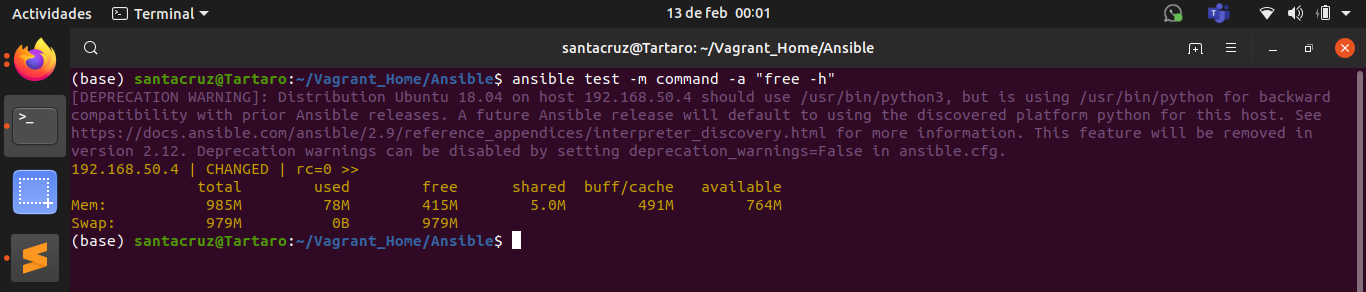 Actividades Terminal 13 de feb 00:01
santacruz@Tartaro: ~/Vagrant_Home/Ansible
(base) santacruz@Tartaro:~/Vagrant_Home/Ansible$ ansible test -m command -a "free -h"
[DEPRECATION WARNING]: Distribution Ubuntu 18.04 on host 192.168.50.4 should use /usr/bin/python3, but is using /usr/bin/python for backward
compatibility with prior Ansible releases. A future Ansible release will default to using the discovered platform python for this host. See
https://docs.ansible.com/ansible/2.9/reference_appendices/interpreter_discovery.html for more information. This feature will be removed in
version 2.12. Deprecation warnings can be disabled by setting deprecation_warnings=False in ansible.cfg.
192.168.50.4 | CHANGED | rc=0 >>
              total        used        free      shared  buff/cache   available
Mem:           985M         78M        415M        5.0M        491M        764M
Swap:          979M          0B        979M
(base) santacruz@Tartaro:~/Vagrant_Home/Ansible$